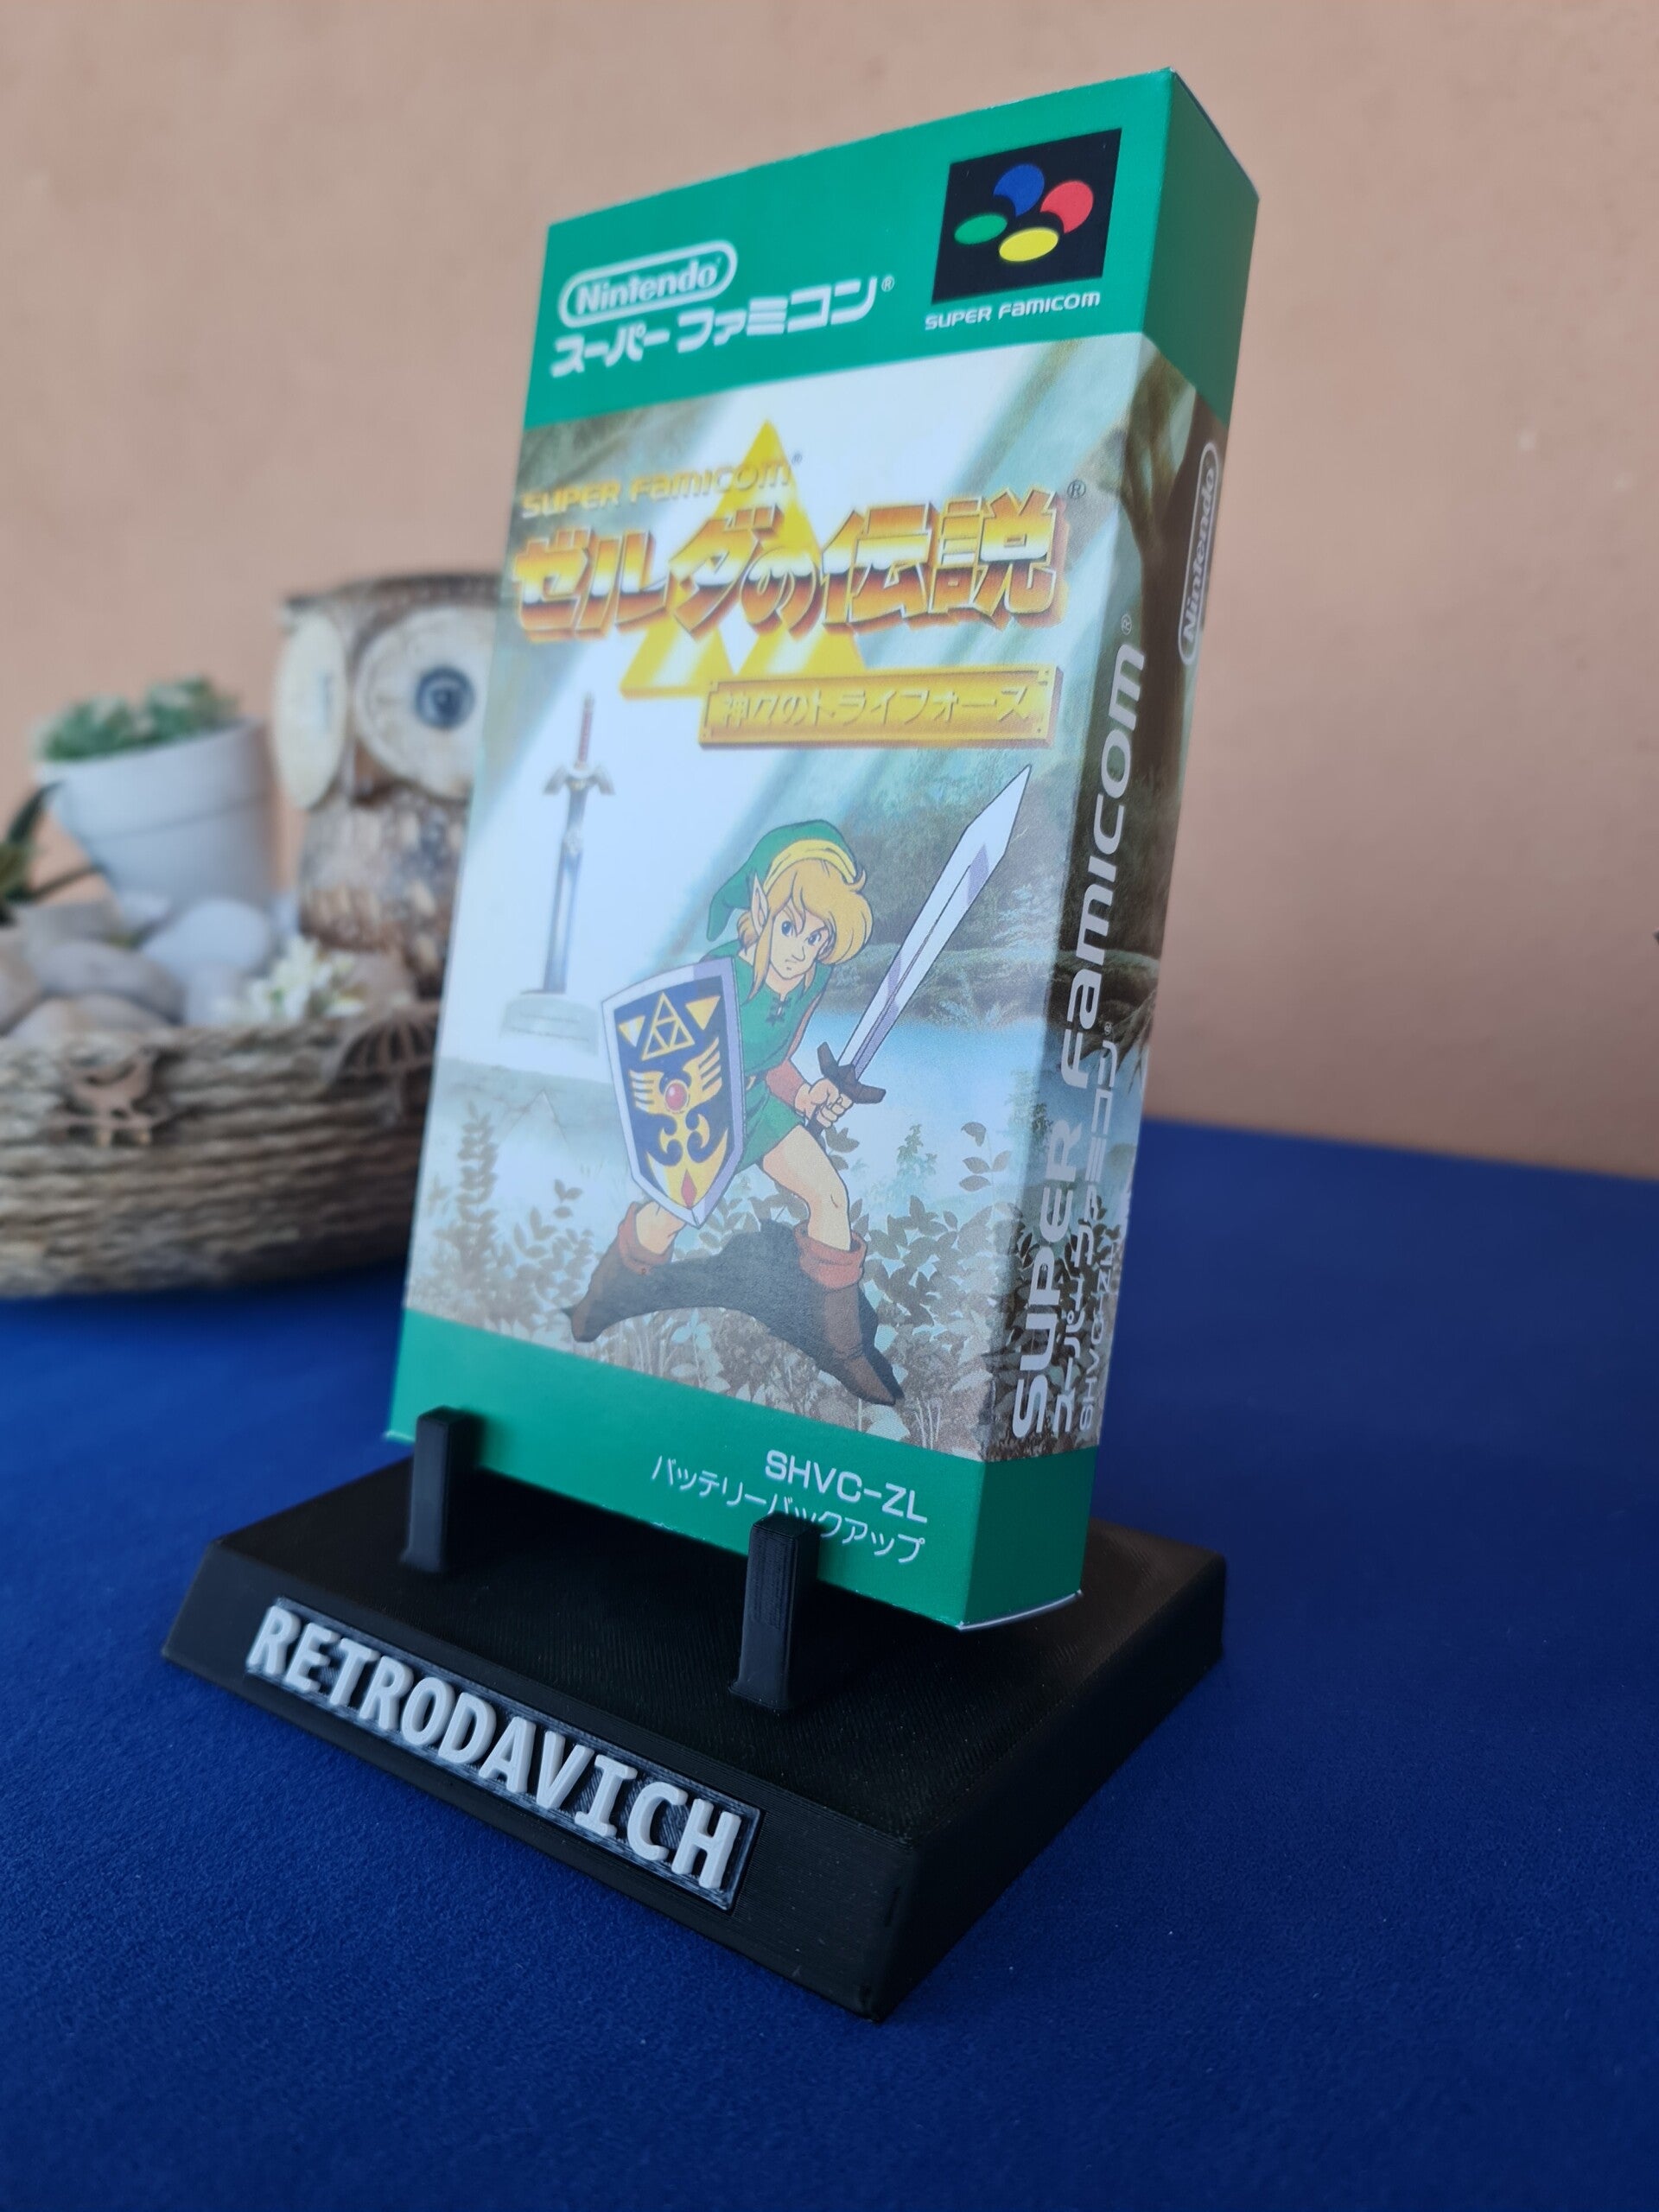 Nintendo
スーパーファミコン®
SUPER FAMICOM
SUPER FAMICOM®
ゼルダの伝説®
神々のトライフォース
SHVC-ZL
バッテリーバックアップ
Nintendo
SUPER FAMICOM®
スーパーファミコン®
SHVC-ZL
RETRODAVICH